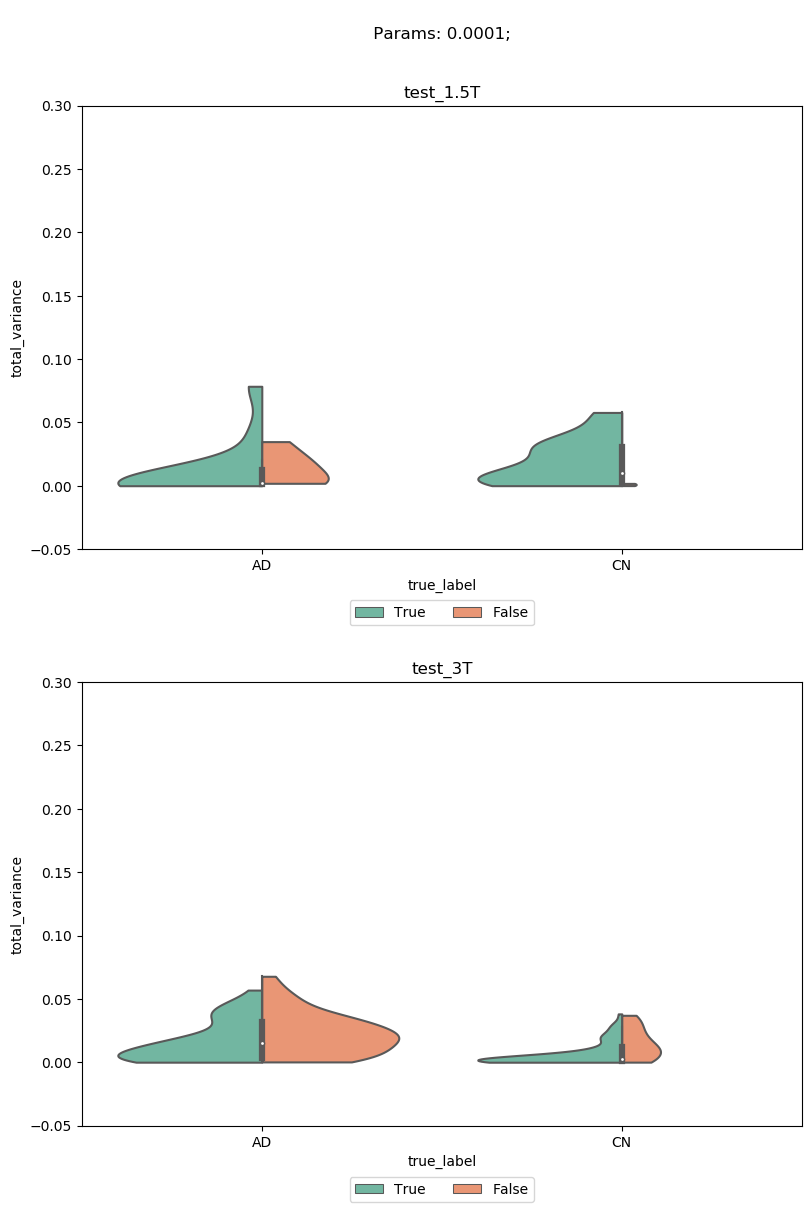 Params: 0.0001;
test_1.5T
0.30
0.25
0.20
0.15
0.10
0.05
0.00
−0.05
total_variance
AD CN
true_label
True False
test_3T
0.30
0.25
0.20
0.15
0.10
0.05
0.00
−0.05
total_variance
AD CN
true_label
True False